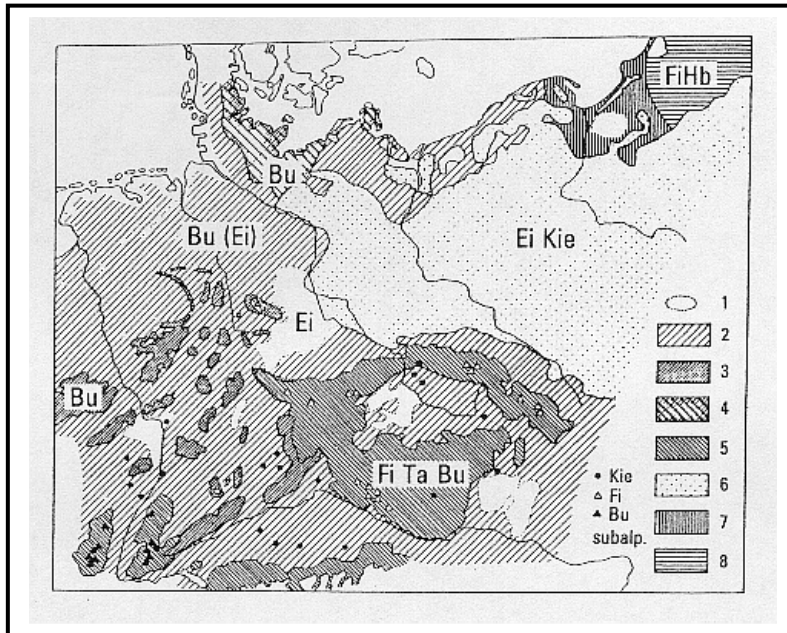 FiHb
Bu
Bu (Ei)
Ei Kie
Ei
Bu
Fi Ta Bu
1
2
3
4
5
6
7
8
Kie
Fi
Bu
subalp.